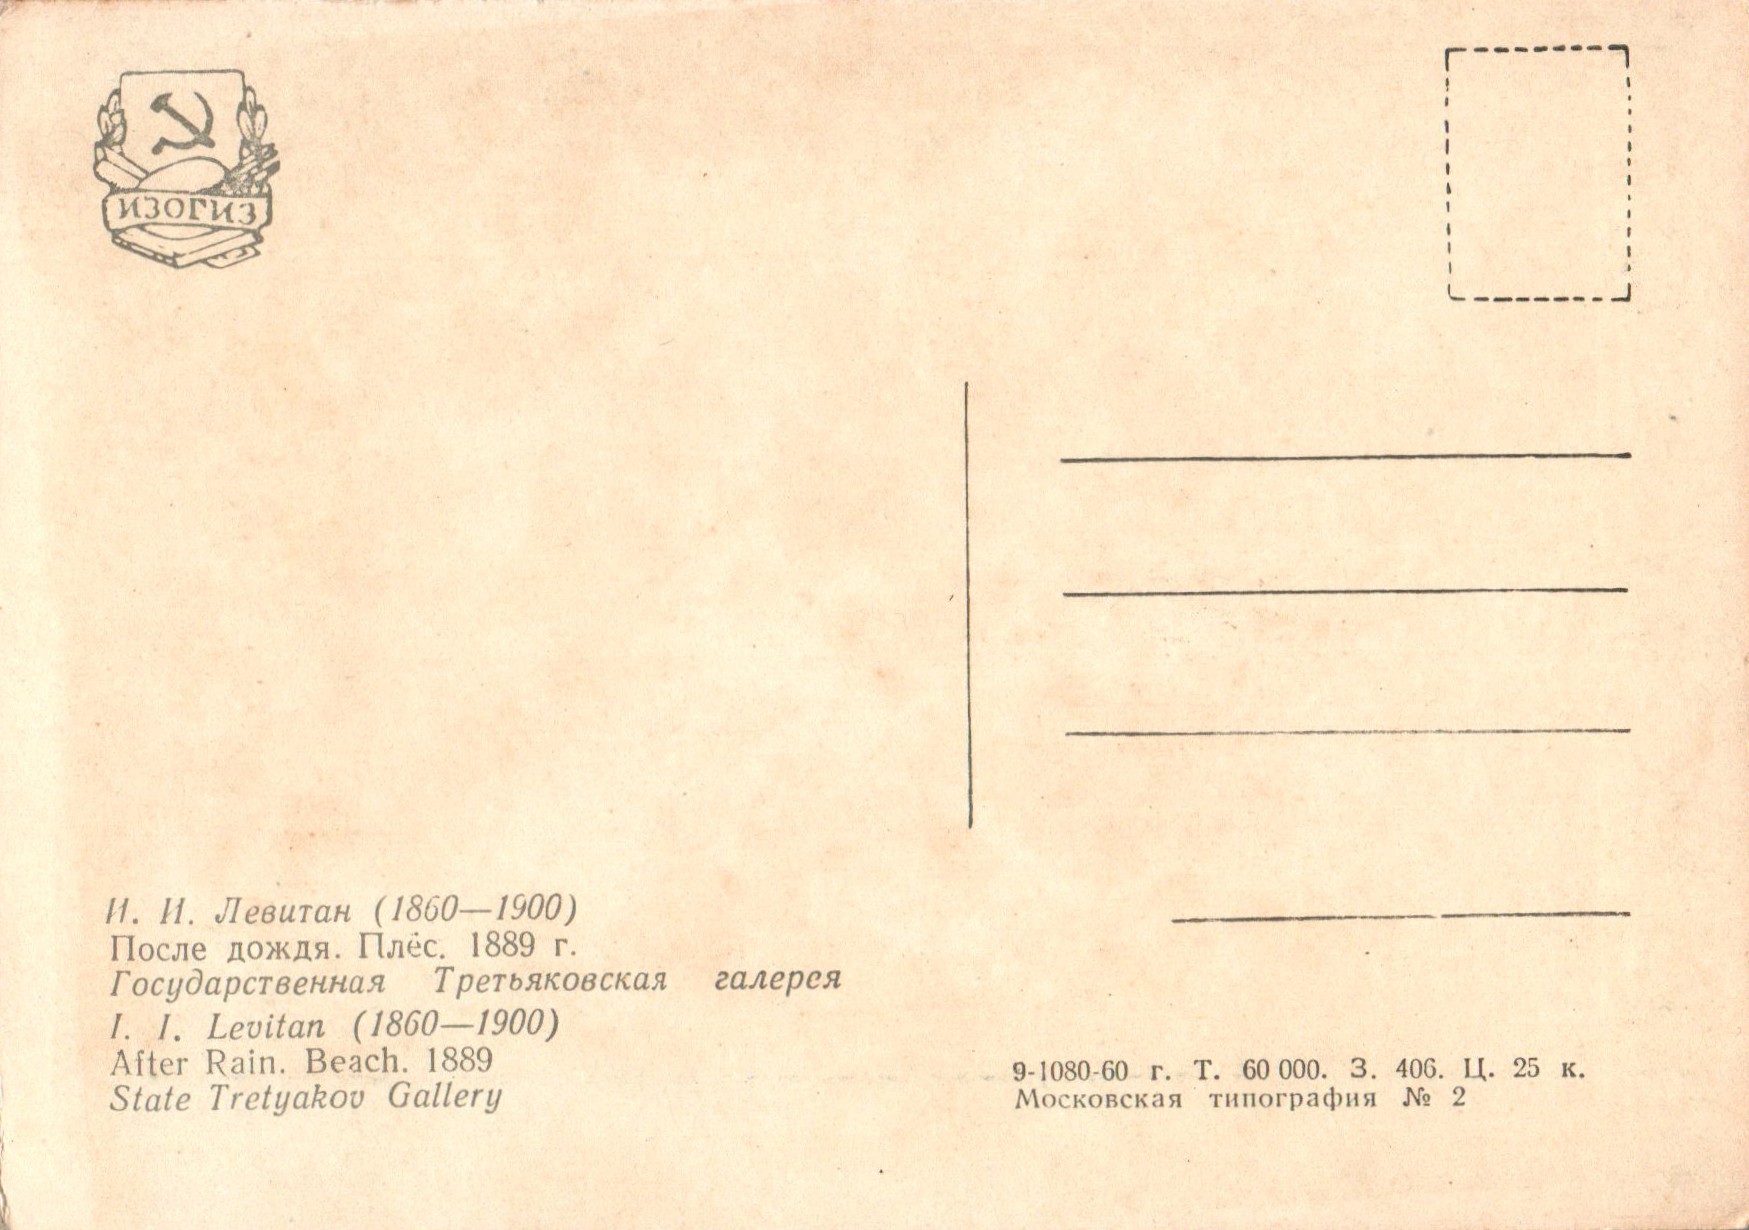 ИЗОГИЗ
И. И. Левитан (1860—1900)
После дождя. Плёс. 1889 г.
Государственная Третьяковская галерея
I. I. Levitan (1860—1900)
After Rain. Beach. 1889
State Tretyakov Gallery
9-1080-60 г. Т. 60 000. З. 406. Ц. 25 к.
Московская типография № 2